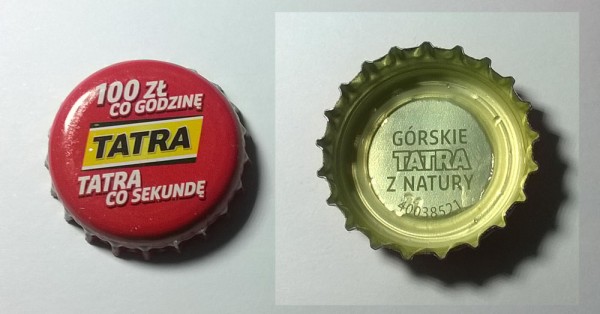 100 ZŁ
CO GODZINĘ
TATRA
TATRA
CO SEKUNDĘ
GÓRSKIE
TATRA
Z NATURY
40038521